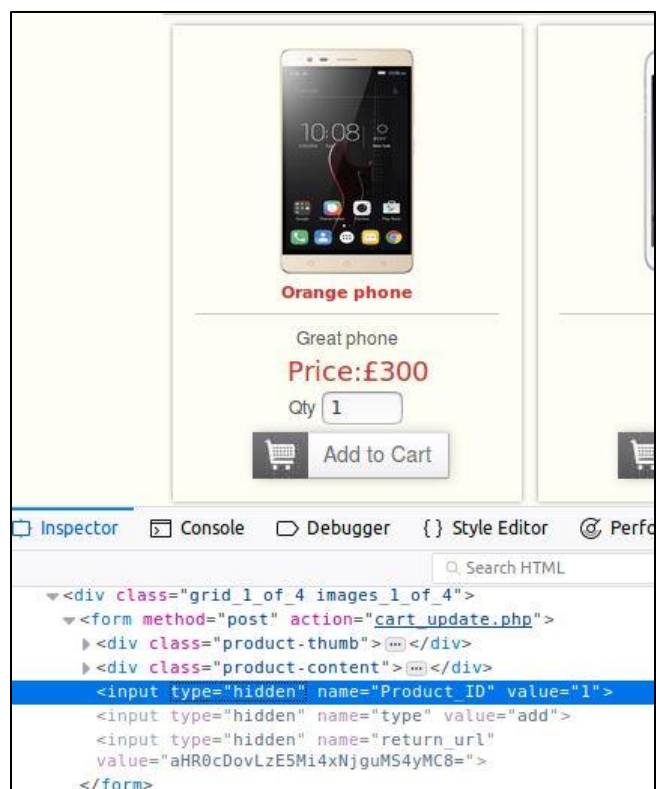 10:08
Orange phone
Great phone
Price:£300
Qty 1
Add to Cart
Inspector Console Debugger {} Style Editor Perfo
Search HTML
<div class="grid_1_of_4 images_1_of_4">
<form method="post" action="cart_update.php">
<div class="product-thumb"> ⋯ </div>
<div class="product-content"> ⋯ </div>
<input type="hidden" name="Product_ID" value="1">
<input type="hidden" name="type" value="add">
<input type="hidden" name="return_url"
value="aHR0cDovLzE5Mi4xNjguMS4yMC8=">
</form>